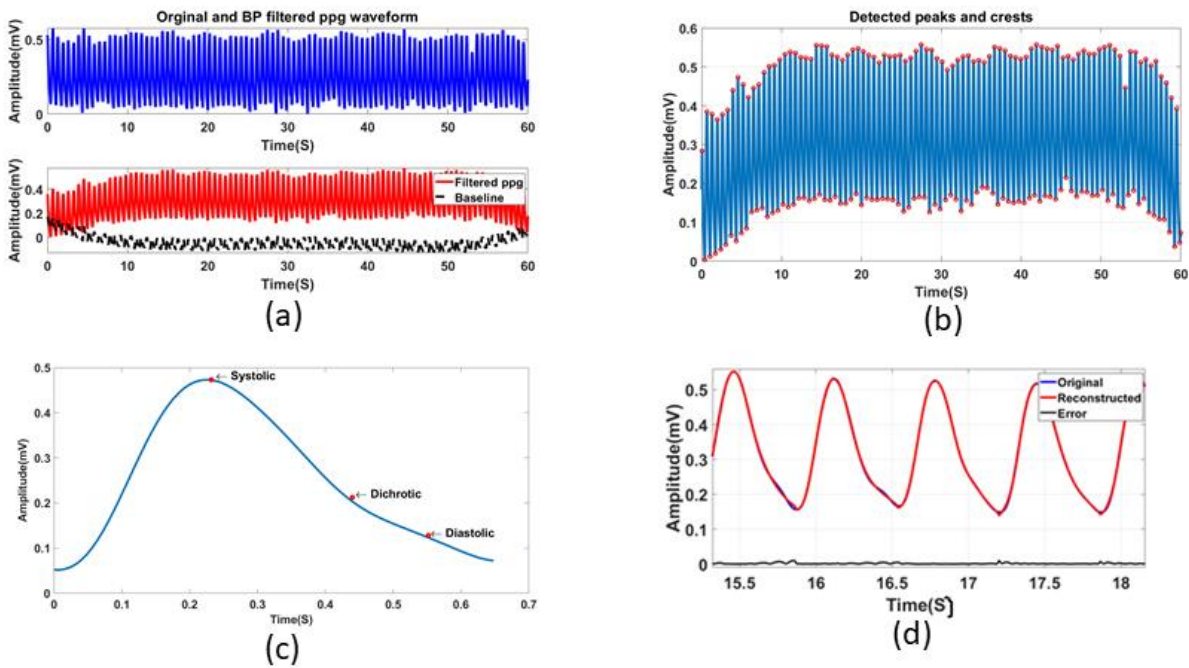 Orginal and BP filtered ppg waveform
Amplitude(mV)
0.5
0
0 10 20 30 40 50 60
Time(S)
Amplitude(mV)
0.4
0.2
0
Filtered ppg
Baseline
0 10 20 30 40 50 60
Time(S)
(a)
Detected peaks and crests
Amplitude(mV)
0.6
0.5
0.4
0.3
0.2
0.1
0
0 10 20 30 40 50 60
Time(S)
(b)
Amplitude(mV)
0.5
0.4
0.3
0.2
0.1
0
Systolic
Dichrotic
Diastolic
0 0.1 0.2 0.3 0.4 0.5 0.6 0.7
Time(S)
(c)
Amplitude(mV)
0.5
0.4
0.3
0.2
0.1
0
Original
Reconstructed
Error
15.5 16 16.5 17 17.5 18
Time(S)
(d)